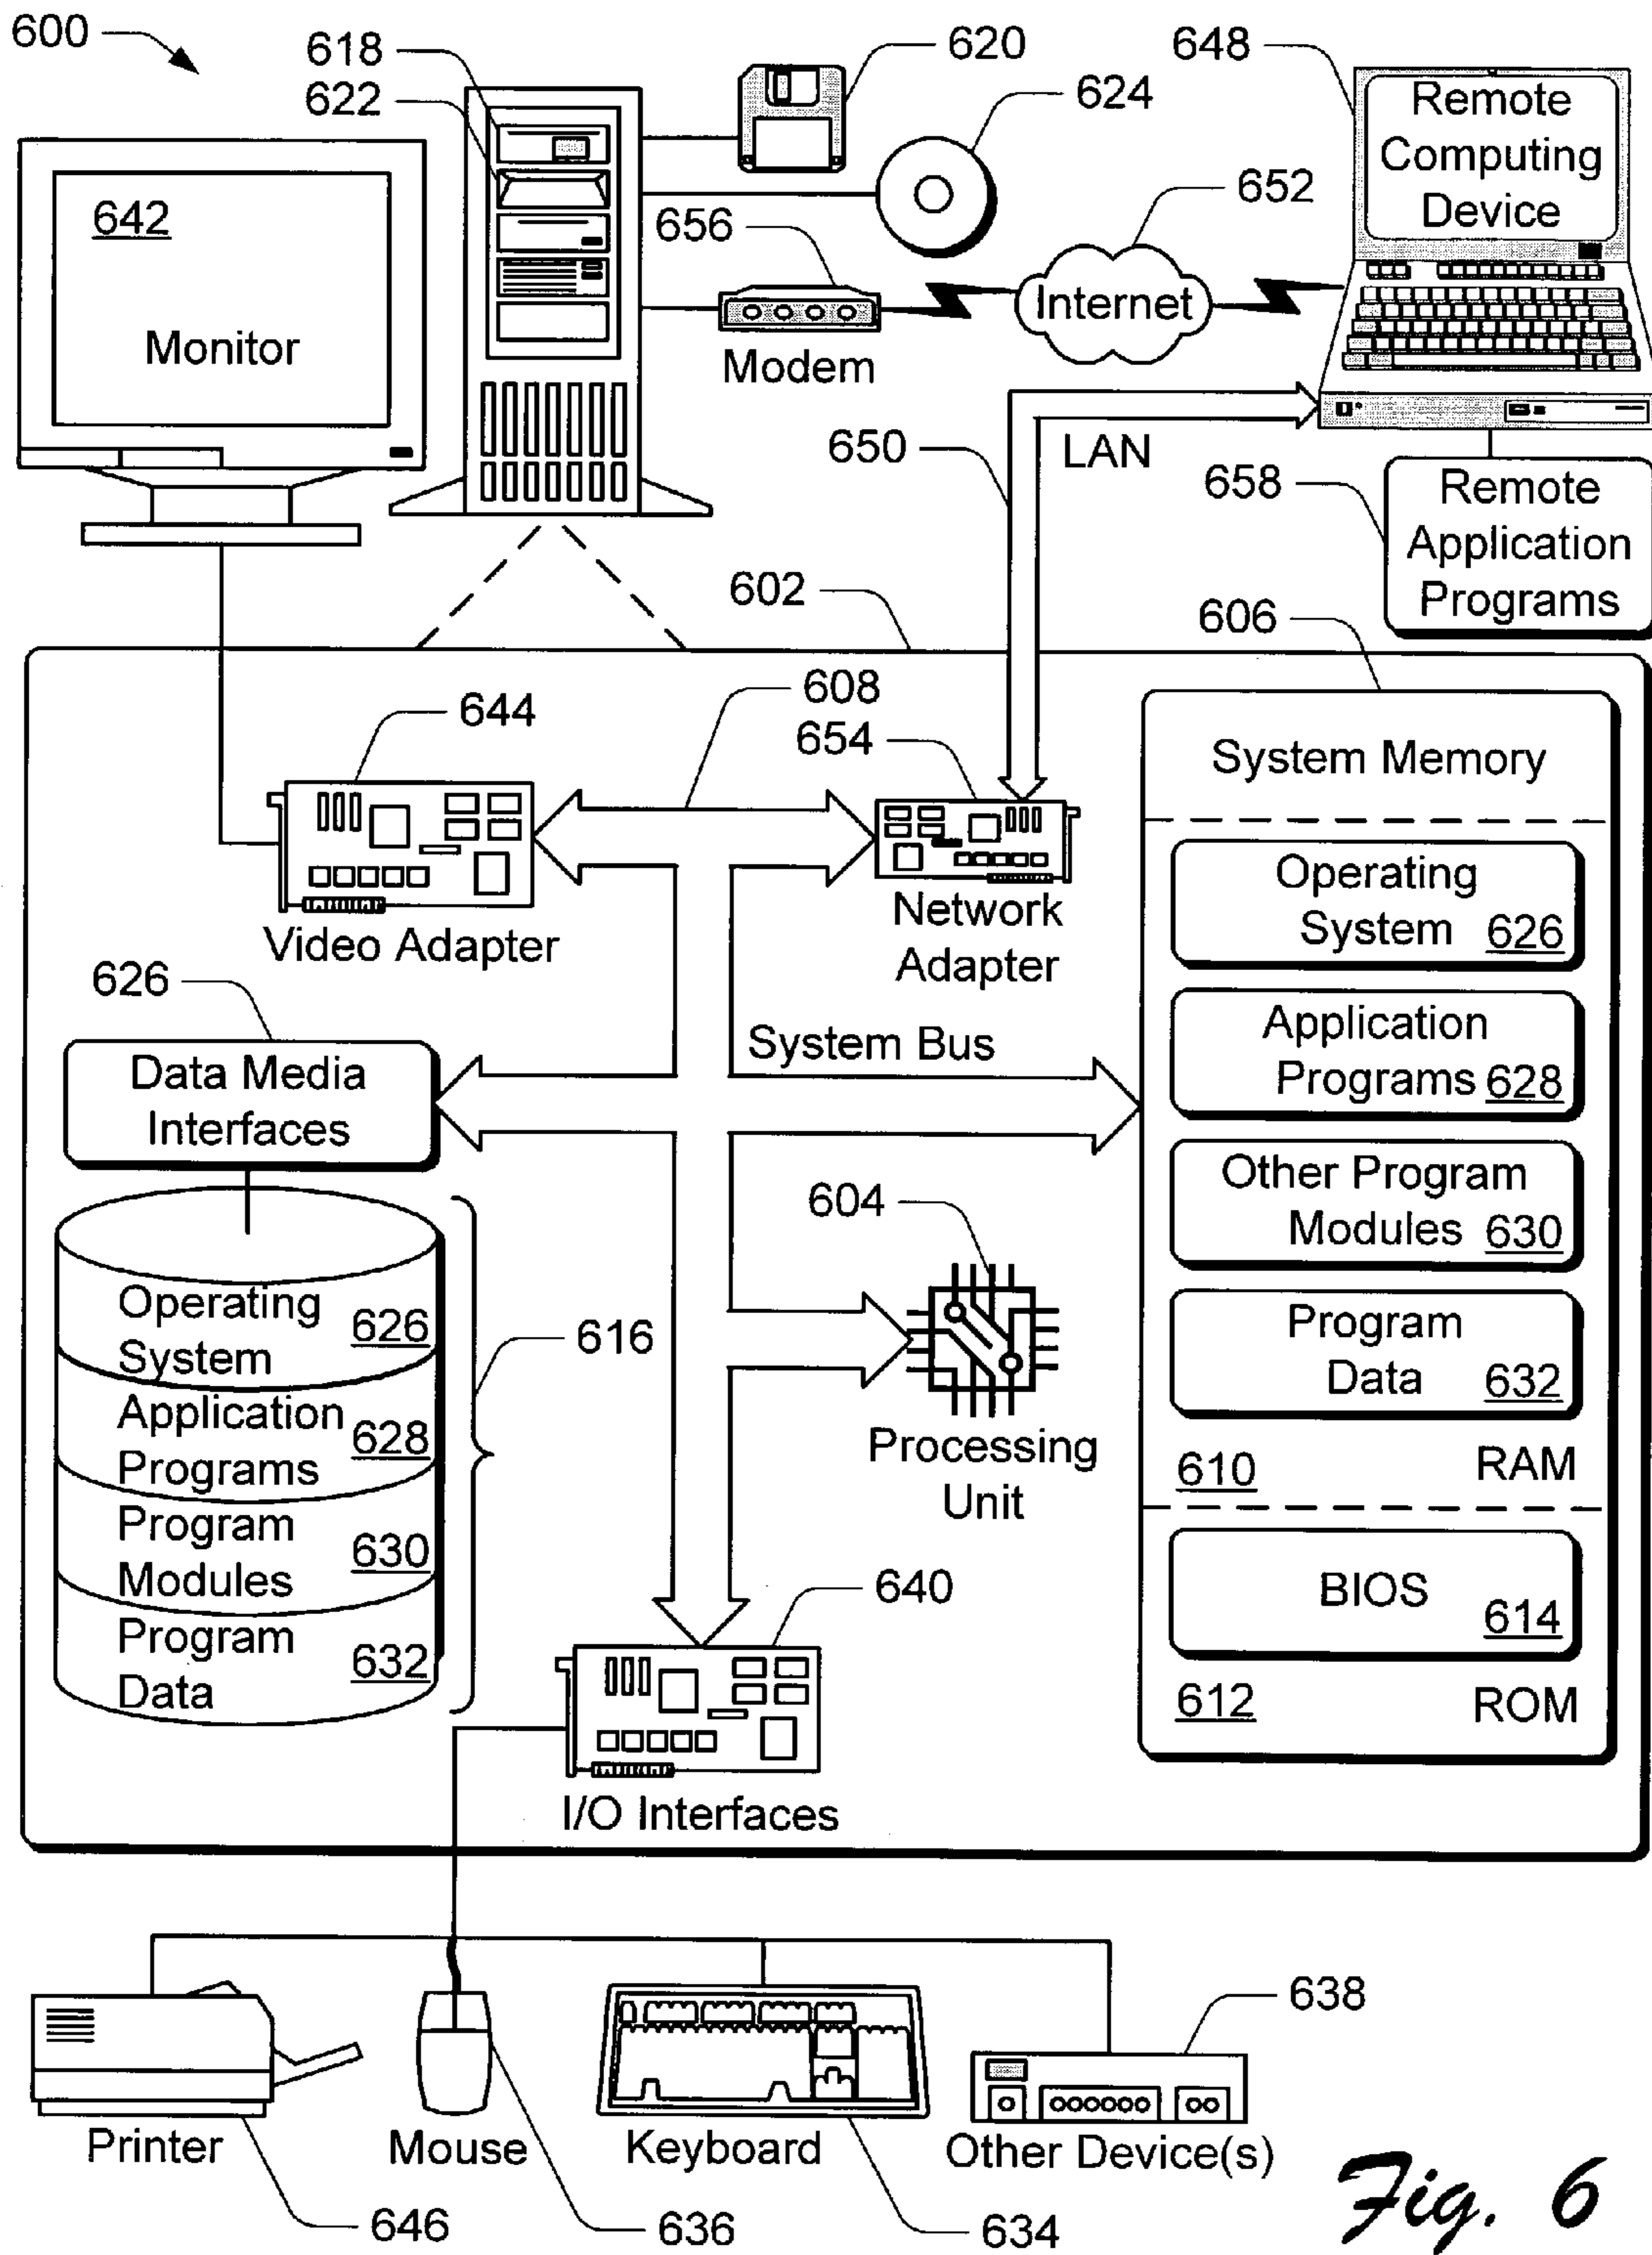 600
618
622
620
624
648
Remote
Computing
Device
652
642
Monitor
656
Internet
Modem
650
LAN
658
Remote
Application
Programs
602
606
608
644
654
System Memory
Video Adapter
Network
Adapter
Operating
System 626
Application
Programs 628
Other Program
Modules 630
Program
Data 632
610 RAM
BIOS
614
612 ROM
626
Data Media
Interfaces
System Bus
604
Processing
Unit
Operating
System 626
Application
Programs 628
Program
Modules 630
Program
Data 632
616
640
I/O Interfaces
638
Printer
Mouse
Keyboard
Other Device(s)
646
636
634
Fig. 6